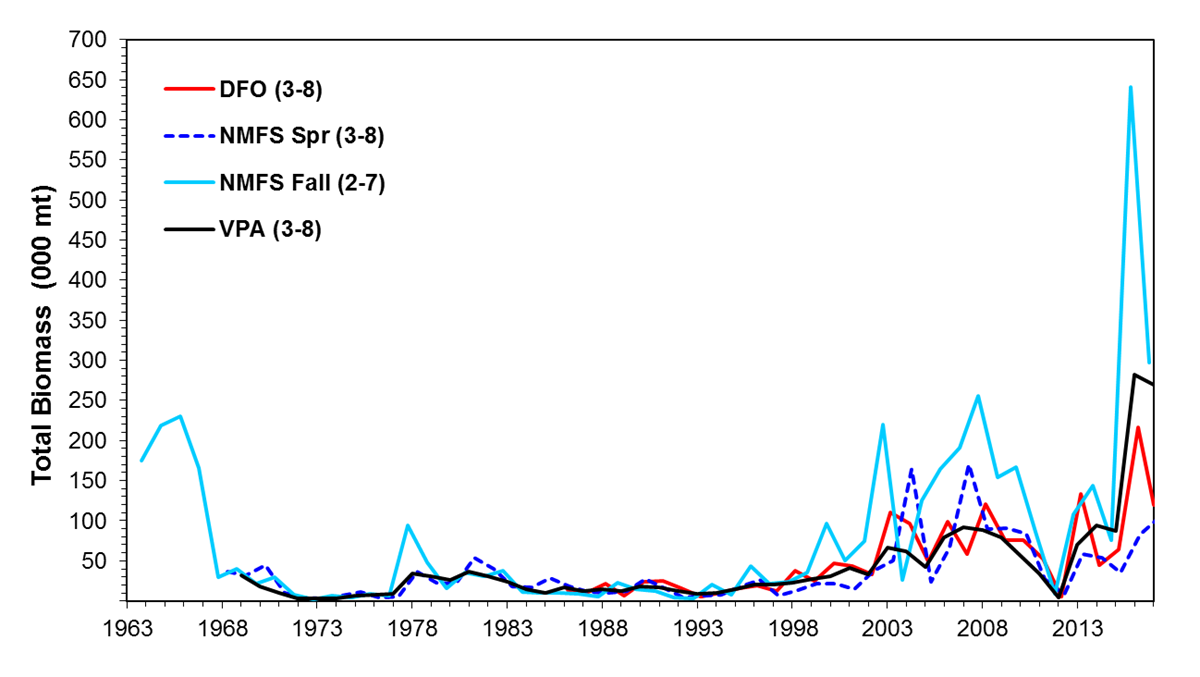 Total Biomass (000 mt)
700
650
600
550
500
450
400
350
300
250
200
150
100
50
DFO (3-8)
NMFS Spr (3-8)
NMFS Fall (2-7)
VPA (3-8)
1963 1968 1973 1978 1983 1988 1993 1998 2003 2008 2013